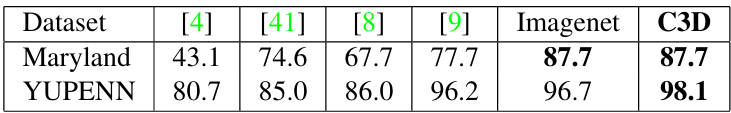 Dataset [4] [41] [8] [9] Imagenet C3D
Maryland 43.1 74.6 67.7 77.7 87.7 87.7
YUPENN 80.7 85.0 86.0 96.2 96.7 98.1